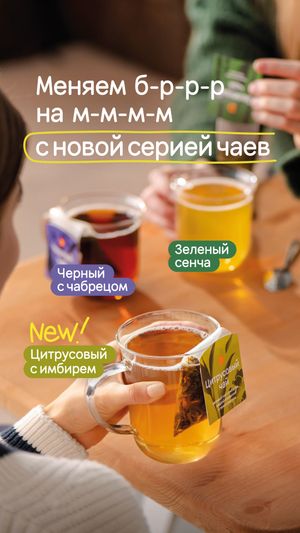 Меняем б-р-р-р
на м-м-м-м
с новой серией чаев
Зеленый
сенча
Черный
с чабрецом
New!
Цитрусовый
с имбирем
Цитрусовый
чай